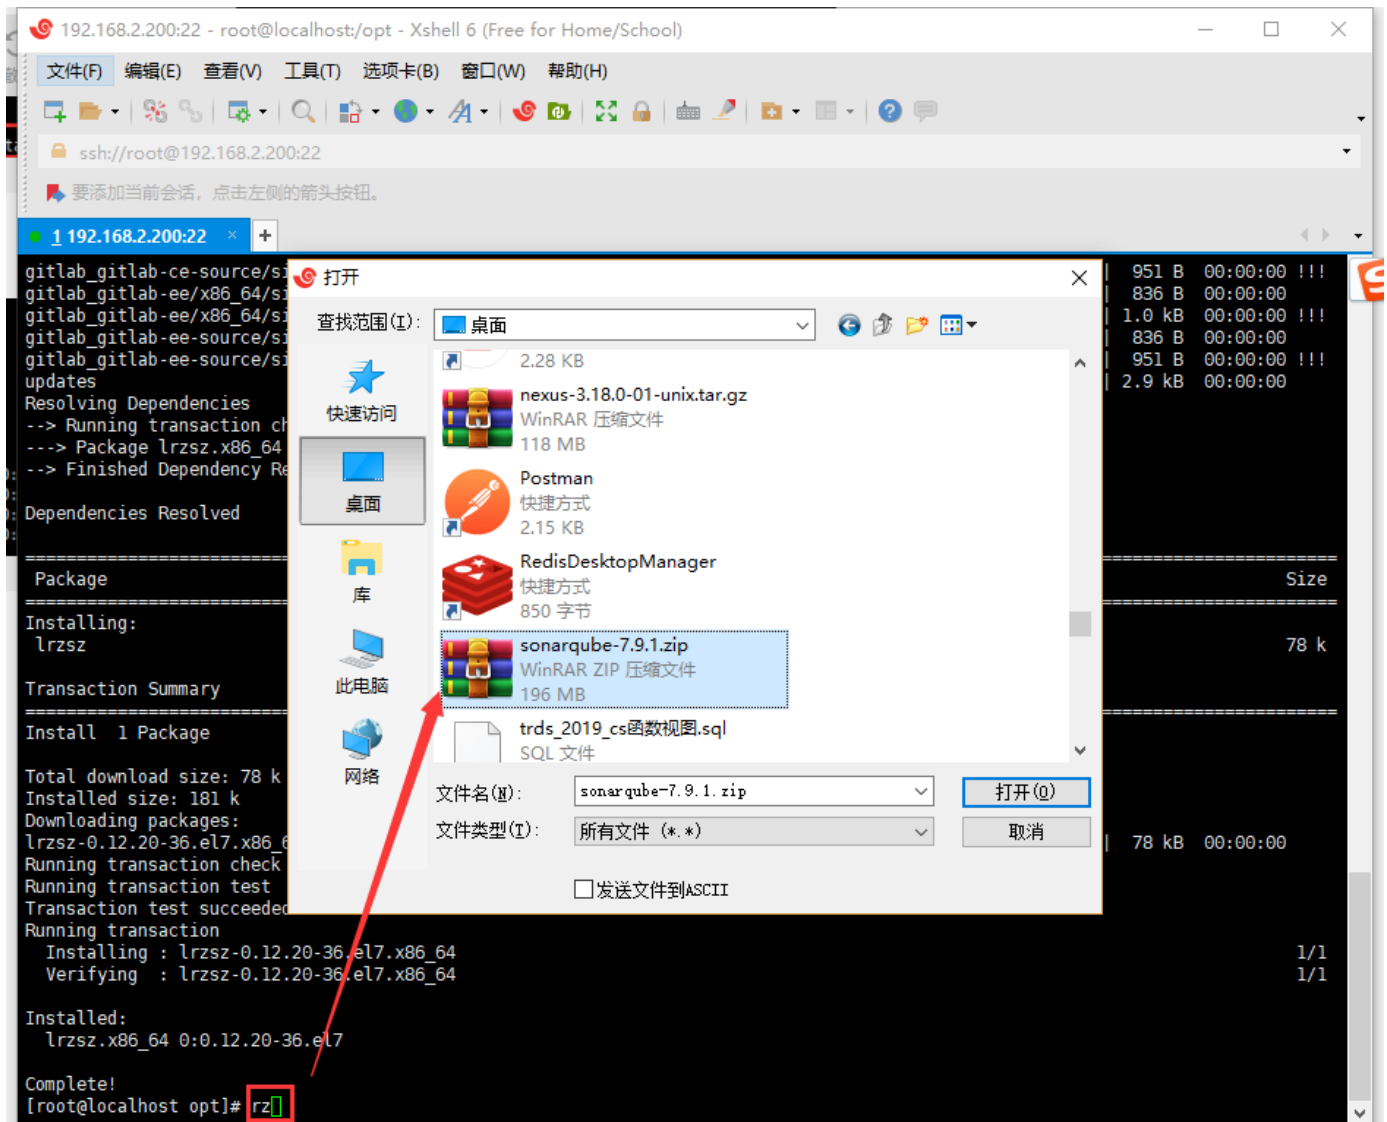 192.168.2.200:22 - root@localhost:/opt - Xshell 6 (Free for Home/School)
文件(F) 编辑(E) 查看(V) 工具(T) 选项卡(B) 窗口(W) 帮助(H)
ssh://root@192.168.2.200:22
要添加当前会话，点击左侧的箭头按钮。
1 192.168.2.200:22 × +
gitlab_gitlab-ce-source/si | 951 B 00:00:00 !!!
gitlab_gitlab-ee/x86_64/si | 836 B 00:00:00
gitlab_gitlab-ee/x86_64/si | 1.0 kB 00:00:00 !!!
gitlab_gitlab-ee-source/si | 836 B 00:00:00
gitlab_gitlab-ee-source/si | 951 B 00:00:00 !!!
updates | 2.9 kB 00:00:00
Resolving Dependencies
--> Running transaction ch
---> Package lrzsz.x86_64
--> Finished Dependency Re
Dependencies Resolved
Package Size
Installing:
lrzsz 78 k
Transaction Summary
Install 1 Package
Total download size: 78 k
Installed size: 181 k
Downloading packages:
lrzsz-0.12.20-36.el7.x86_6 | 78 kB 00:00:00
Running transaction check
Running transaction test
Transaction test succeeded
Running transaction
Installing : lrzsz-0.12.20-36.el7.x86_64 1/1
Verifying : lrzsz-0.12.20-36.el7.x86_64 1/1
Installed:
lrzsz.x86_64 0:0.12.20-36.el7
Complete!
[root@localhost opt]# rz
打开
查找范围(I): 桌面
快速访问
桌面
库
此电脑
网络
2.28 KB
nexus-3.18.0-01-unix.tar.gz
WinRAR 压缩文件
118 MB
Postman
快捷方式
2.15 KB
RedisDesktopManager
快捷方式
850 字节
sonarqube-7.9.1.zip
WinRAR ZIP 压缩文件
196 MB
trds_2019_cs函数视图.sql
SQL 文件
文件名(N): sonarqube-7.9.1.zip 打开(O)
文件类型(T): 所有文件 (*.*) 取消
发送文件到ASCII